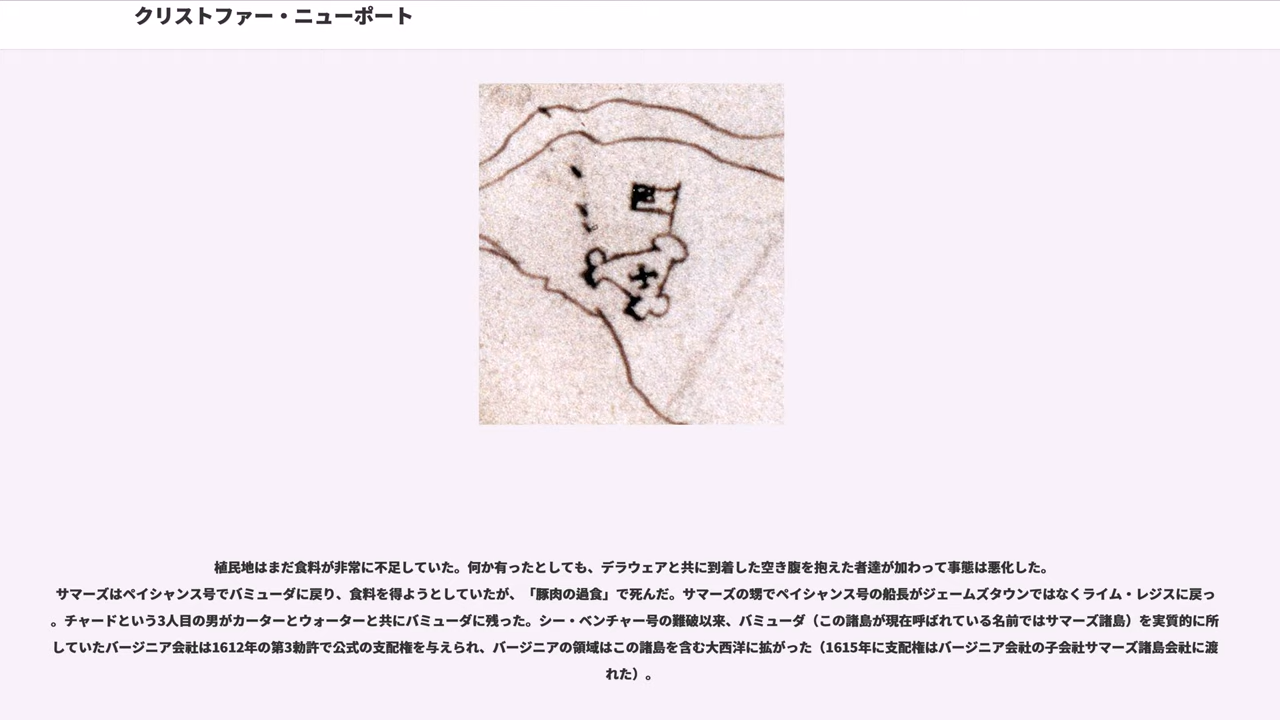 クリストファー・ニューポート
植民地はまだ食料が非常に不足していた。何か有ったとしても、デラウェアと共に到着した空き腹を抱えた者達が加わって事態は悪化した。
サマーズはペイシャンス号でバミューダに戻り、食料を得ようとしていたが、「豚肉の過食」で死んだ。サマーズの甥でペイシャンス号の船長がジェームズタウンではなくライム・レジスに戻っ
。チャードという3人目の男がカーターとウォーターと共にバミューダに残った。シー・ベンチャー号の難破以来、バミューダ（この諸島が現在呼ばれている名前ではサマーズ諸島）を実質的に所
していたバージニア会社は1612年の第3勅許で公式の支配権を与えられ、バージニアの領域はこの諸島を含む大西洋に拡がった（1615年に支配権はバージニア会社の子会社サマーズ諸島会社に渡
れた）。